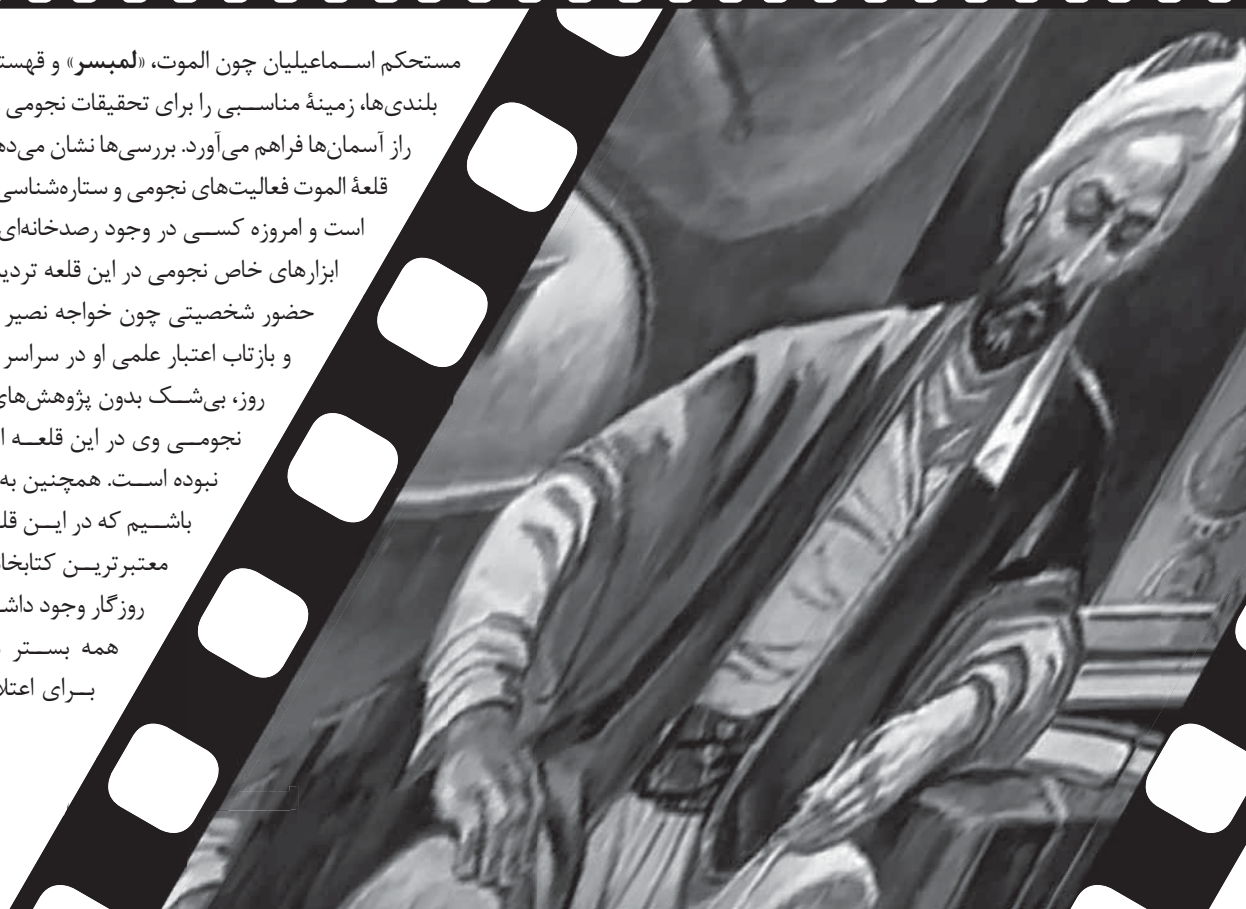 مستحکم اسماعیلیان چون الموت، «لمبسر» و قهست
بلندی‌ها، زمینهٔ مناسبی را برای تحقیقات نجومی
راز آسمان‌ها فراهم می‌آورد. بررسی‌ها نشان می‌ده
قلعهٔ الموت فعالیت‌های نجومی و ستاره‌شناسی
است و امروزه کسی در وجود رصدخانه‌ای
ابزارهای خاص نجومی در این قلعه تردید
حضور شخصیتی چون خواجه نصیر
و بازتاب اعتبار علمی او در سراسر
روز، بی‌شک بدون پژوهش‌های
نجومی وی در این قلعه ا
نبوده است. همچنین به
باشیم که در این قل
معتبرترین کتابخا
روزگار وجود داش
همه بستر
برای اعتلا